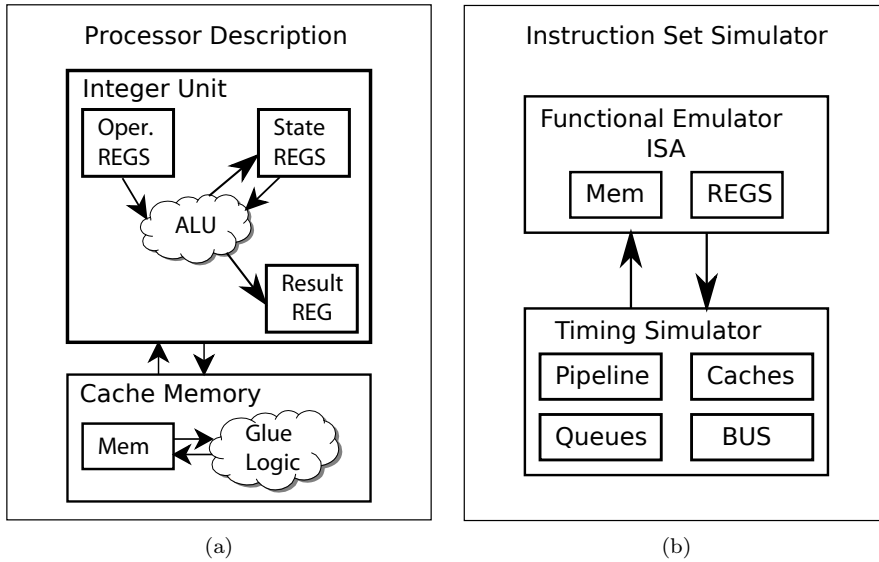 Processor Description
Integer Unit
Oper.
REGS
State
REGS
ALU
Result
REG
Cache Memory
Mem
Glue
Logic
(a)
Instruction Set Simulator
Functional Emulator
ISA
Mem
REGS
Timing Simulator
Pipeline
Caches
Queues
BUS
(b)